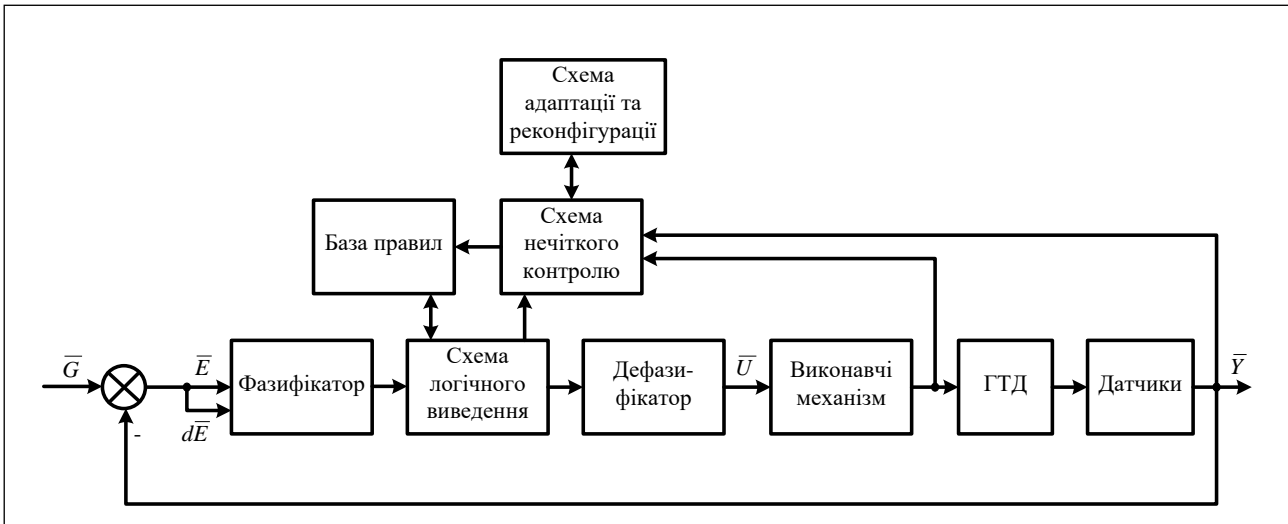 Схема
адаптації та
реконфігурації
База правил
Схема
нечіткого
контролю
G̅
E̅
dE̅
-
Фазифікатор
Схема
логічного
виведення
Дефази-
фікатор
U̅
Виконавчі
механізм
ГТД
Датчики
Y̅